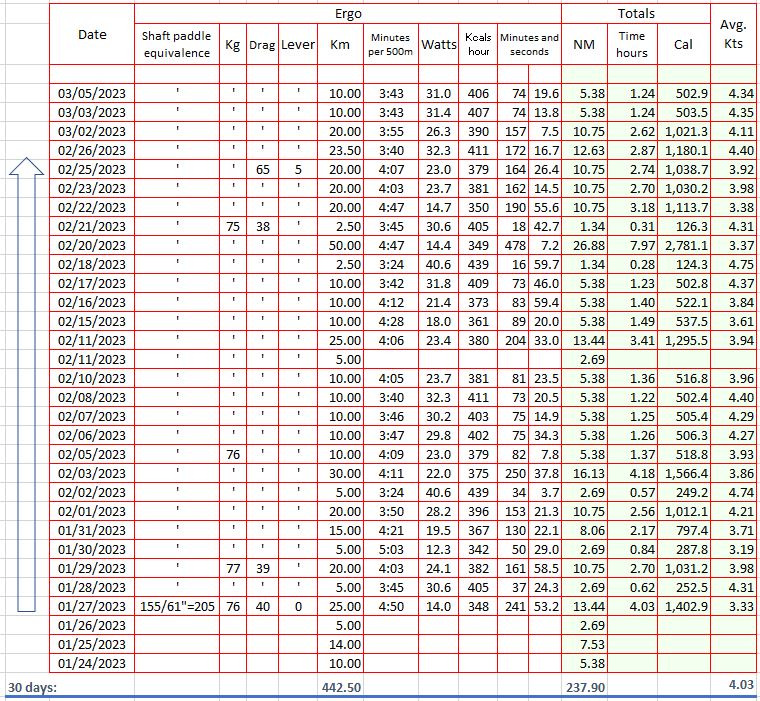 Ergo Totals
Date Shaft paddle equivalence Kg Drag Lever Km Minutes per 500m Watts Kcals hour Minutes and seconds NM Time hours Cal Avg. Kts
03/05/2023 ' ' ' ' 10.00 3:43 31.0 406 74 19.6 5.38 1.24 502.9 4.34
03/03/2023 ' ' ' ' 10.00 3:43 31.4 407 74 13.8 5.38 1.24 503.5 4.35
03/02/2023 ' ' ' ' 20.00 3:55 26.3 390 157 7.5 10.75 2.62 1,021.3 4.11
02/26/2023 ' ' ' ' 23.50 3:40 32.3 411 172 16.7 12.63 2.87 1,180.1 4.40
02/25/2023 ' ' 65 5 20.00 4:07 23.0 379 164 26.4 10.75 2.74 1,038.7 3.92
02/23/2023 ' ' ' ' 20.00 4:03 23.7 381 162 14.5 10.75 2.70 1,030.2 3.98
02/22/2023 ' ' ' ' 20.00 4:47 14.7 350 190 55.6 10.75 3.18 1,113.7 3.38
02/21/2023 ' 75 38 ' 2.50 3:45 30.6 405 18 42.7 1.34 0.31 126.3 4.31
02/20/2023 ' ' ' ' 50.00 4:47 14.4 349 478 7.2 26.88 7.97 2,781.1 3.37
02/18/2023 ' ' ' ' 2.50 3:24 40.6 439 16 59.7 1.34 0.28 124.3 4.75
02/17/2023 ' ' ' ' 10.00 3:42 31.8 409 73 46.0 5.38 1.23 502.8 4.37
02/16/2023 ' ' ' ' 10.00 4:12 21.4 373 83 59.4 5.38 1.40 522.1 3.84
02/15/2023 ' ' ' ' 10.00 4:28 18.0 361 89 20.0 5.38 1.49 537.5 3.61
02/11/2023 ' ' ' ' 25.00 4:06 23.4 380 204 33.0 13.44 3.41 1,295.5 3.94
02/11/2023 ' ' ' ' 5.00 2.69
02/10/2023 ' ' ' ' 10.00 4:05 23.7 381 81 23.5 5.38 1.36 516.8 3.96
02/08/2023 ' ' ' ' 10.00 3:40 32.3 411 73 20.5 5.38 1.22 502.4 4.40
02/07/2023 ' ' ' ' 10.00 3:46 30.2 403 75 14.9 5.38 1.25 505.4 4.29
02/06/2023 ' ' ' ' 10.00 3:47 29.8 402 75 34.3 5.38 1.26 506.3 4.27
02/05/2023 ' 76 ' ' 10.00 4:09 23.0 379 82 7.8 5.38 1.37 518.8 3.93
02/03/2023 ' ' ' ' 30.00 4:11 22.0 375 250 37.8 16.13 4.18 1,566.4 3.86
02/02/2023 ' ' ' ' 5.00 3:24 40.6 439 34 3.7 2.69 0.57 249.2 4.74
02/01/2023 ' ' ' ' 20.00 3:50 28.2 396 153 21.3 10.75 2.56 1,012.1 4.21
01/31/2023 ' ' ' ' 15.00 4:21 19.5 367 130 22.1 8.06 2.17 797.4 3.71
01/30/2023 ' ' ' ' 5.00 5:03 12.3 342 50 29.0 2.69 0.84 287.8 3.19
01/29/2023 ' 77 39 ' 20.00 4:03 24.1 382 161 58.5 10.75 2.70 1,031.2 3.98
01/28/2023 ' ' ' ' 5.00 3:45 30.6 405 37 24.3 2.69 0.62 252.5 4.31
01/27/2023 155/61"=205 76 40 0 25.00 4:50 14.0 348 241 53.2 13.44 4.03 1,402.9 3.33
01/26/2023 5.00 2.69
01/25/2023 14.00 7.53
01/24/2023 10.00 5.38
30 days: 442.50 237.90 4.03